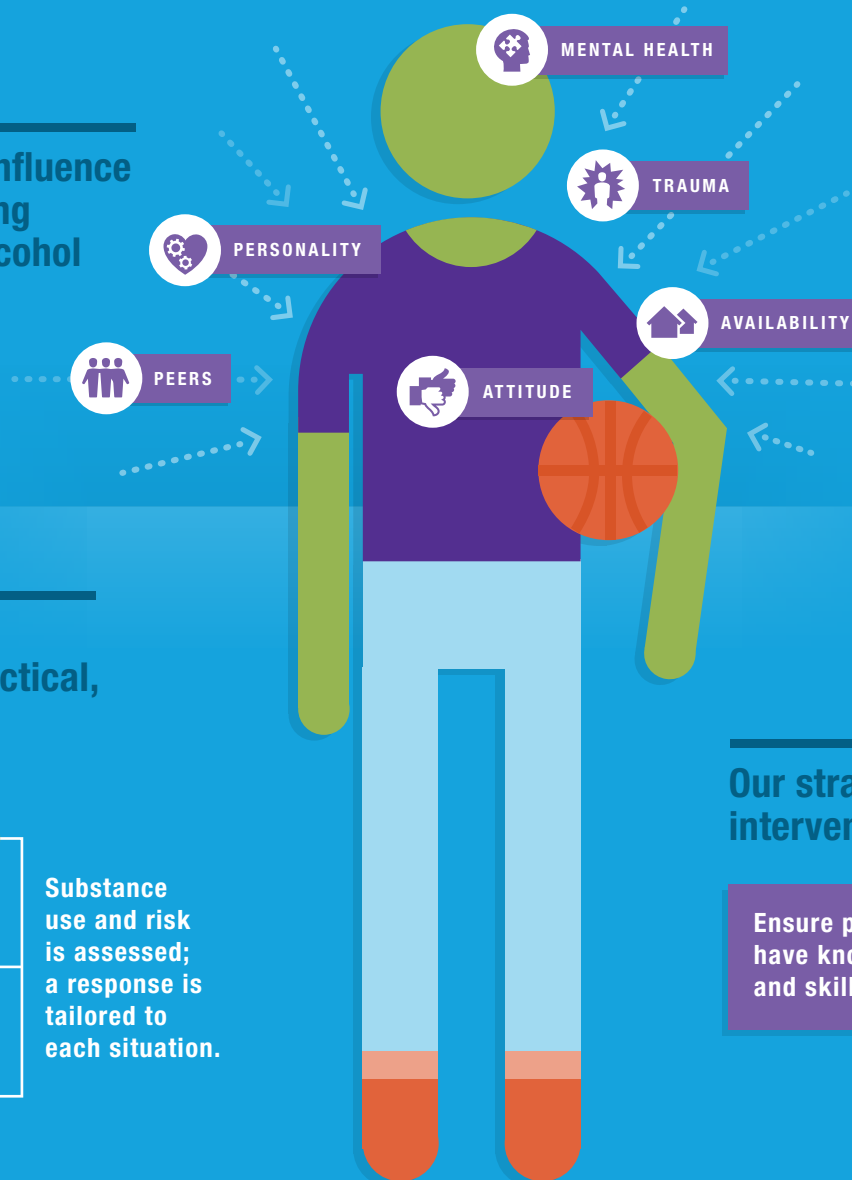 MENTAL HEALTH
nfluence
ng
cohol
TRAUMA
PERSONALITY
AVAILABILITY
PEERS
ATTITUDE
ctical,
Our stra
interver
Substance
use and risk
is assessed;
a response is
tailored to
each situation.
Ensure p
have kno
and skill